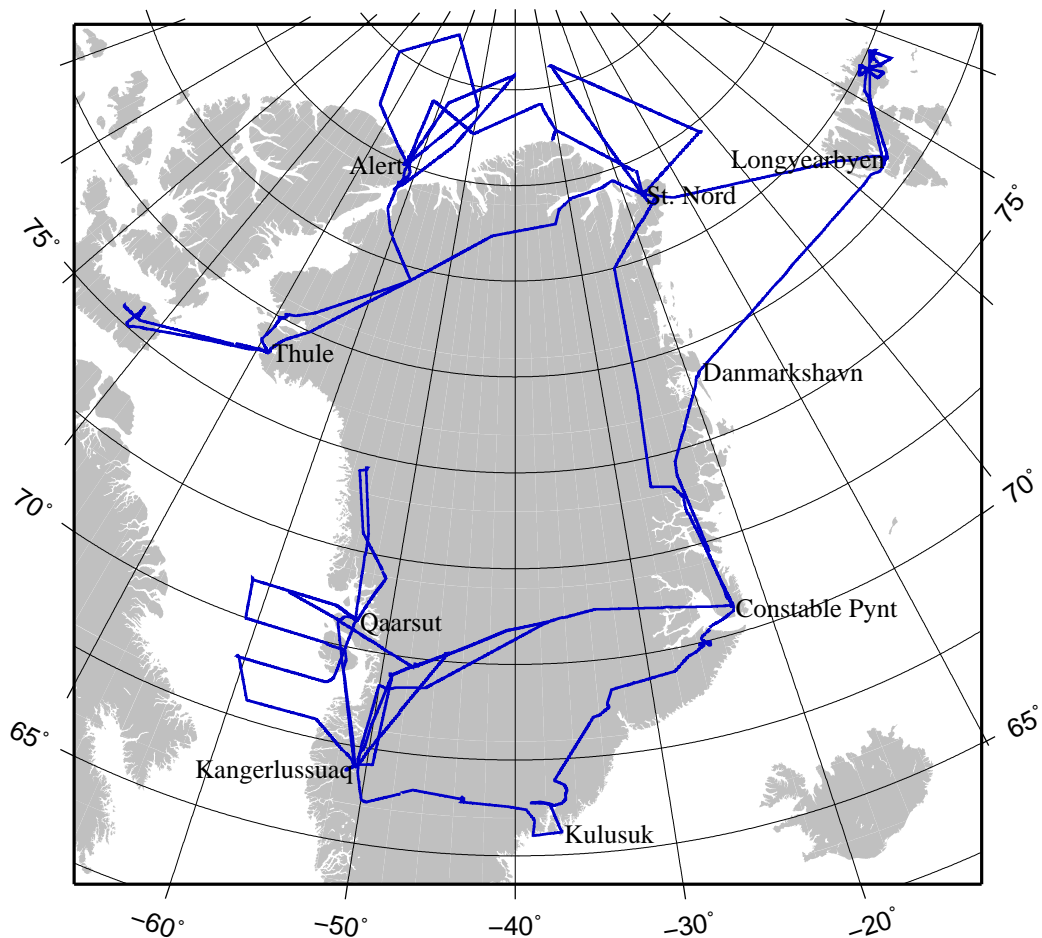 Alert
Longyearbyen
St. Nord
75°
75°
Thule
Danmarkshavn
70°
70°
Constable Pynt
Qaarsut
65°
65°
Kangerlussuaq
Kulusuk
−60°
−50°
−40°
−30°
−20°